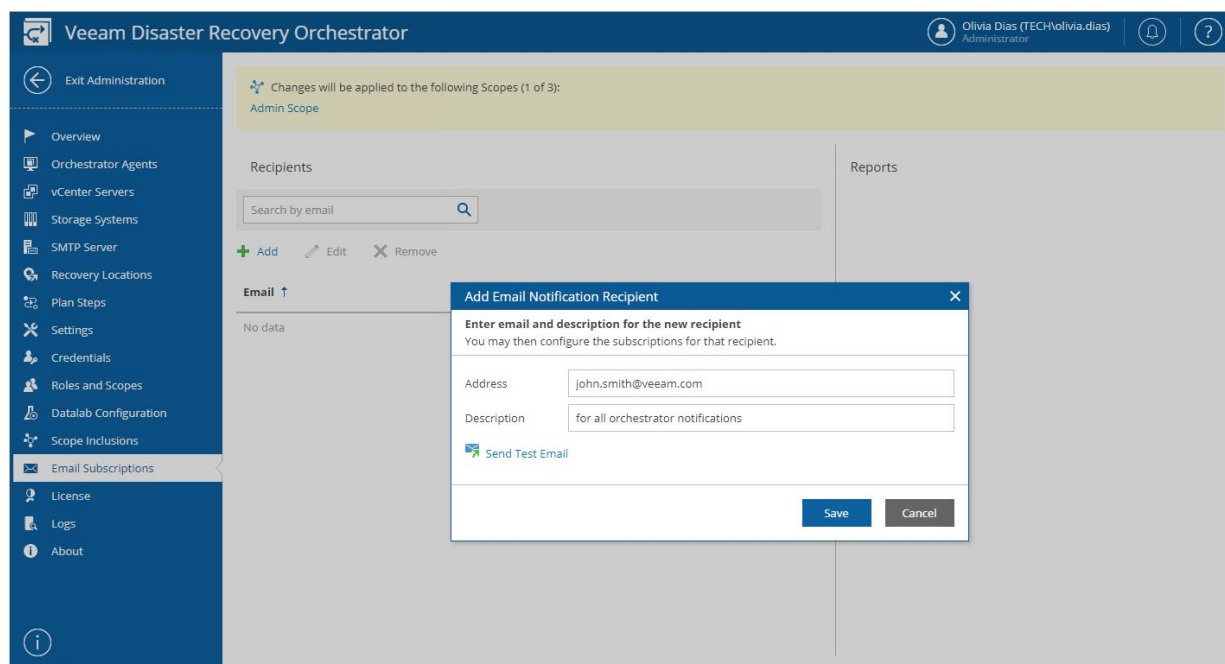 Veeam Disaster Recovery Orchestrator
Olivia Dias (TECH\olivia.dias)
Administrator
?
Exit Administration
Overview
Orchestrator Agents
vCenter Servers
Storage Systems
SMTP Server
Recovery Locations
Plan Steps
Settings
Credentials
Roles and Scopes
Datalab Configuration
Scope Inclusions
Email Subscriptions
License
Logs
About
Changes will be applied to the following Scopes (1 of 3):
Admin Scope
Recipients
Reports
Search by email
Add Edit Remove
Email ↑
No data
Add Email Notification Recipient
Enter email and description for the new recipient
You may then configure the subscriptions for that recipient.
Address john.smith@veeam.com
Description for all orchestrator notifications
Send Test Email
Save Cancel